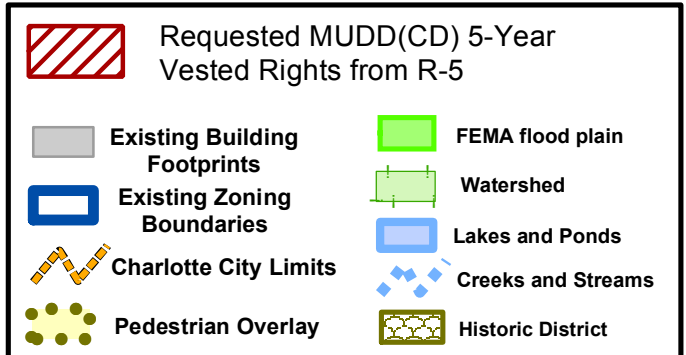 Requested MUDD(CD) 5-Year
Vested Rights from R-5
Existing Building
Footprints
Existing Zoning
Boundaries
Charlotte City Limits
Pedestrian Overlay
FEMA flood plain
Watershed
Lakes and Ponds
Creeks and Streams
Historic District